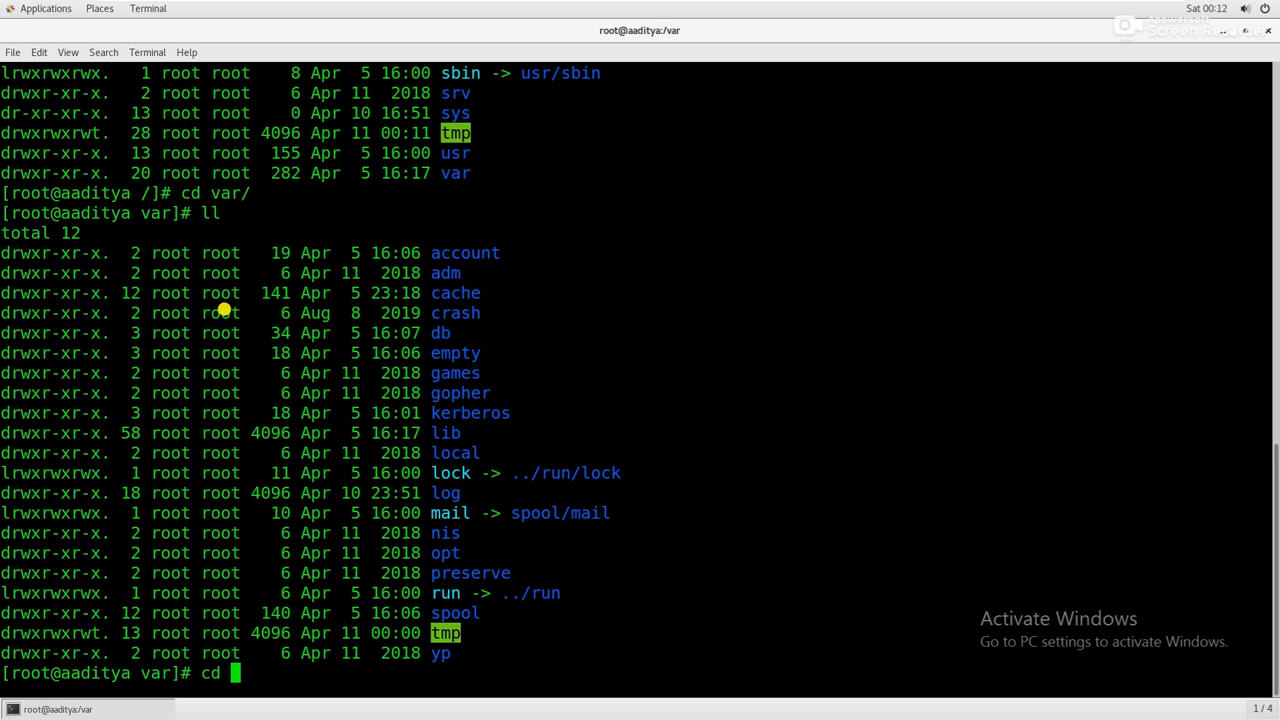 Applications Places Terminal Sat 00:12
root@aaditya:/var
Screen Recorder
File Edit View Search Terminal Help
lrwxrwxrwx. 1 root root 8 Apr 5 16:00 sbin -> usr/sbin
drwxr-xr-x. 2 root root 6 Apr 11 2018 srv
dr-xr-xr-x. 13 root root 0 Apr 10 16:51 sys
drwxrwxrwt. 28 root root 4096 Apr 11 00:11 tmp
drwxr-xr-x. 13 root root 155 Apr 5 16:00 usr
drwxr-xr-x. 20 root root 282 Apr 5 16:17 var
[root@aaditya /]# cd var/
[root@aaditya var]# ll
total 12
drwxr-xr-x. 2 root root 19 Apr 5 16:06 account
drwxr-xr-x. 2 root root 6 Apr 11 2018 adm
drwxr-xr-x. 12 root root 141 Apr 5 23:18 cache
drwxr-xr-x. 2 root root 6 Aug 8 2019 crash
drwxr-xr-x. 3 root root 34 Apr 5 16:07 db
drwxr-xr-x. 3 root root 18 Apr 5 16:06 empty
drwxr-xr-x. 2 root root 6 Apr 11 2018 games
drwxr-xr-x. 2 root root 6 Apr 11 2018 gopher
drwxr-xr-x. 3 root root 18 Apr 5 16:01 kerberos
drwxr-xr-x. 58 root root 4096 Apr 5 16:17 lib
drwxr-xr-x. 2 root root 6 Apr 11 2018 local
lrwxrwxrwx. 1 root root 11 Apr 5 16:00 lock -> ../run/lock
drwxr-xr-x. 18 root root 4096 Apr 10 23:51 log
lrwxrwxrwx. 1 root root 10 Apr 5 16:00 mail -> spool/mail
drwxr-xr-x. 2 root root 6 Apr 11 2018 nis
drwxr-xr-x. 2 root root 6 Apr 11 2018 opt
drwxr-xr-x. 2 root root 6 Apr 11 2018 preserve
lrwxrwxrwx. 1 root root 6 Apr 5 16:00 run -> ../run
drwxr-xr-x. 12 root root 140 Apr 5 16:06 spool
drwxrwxrwt. 13 root root 4096 Apr 11 00:00 tmp
drwxr-xr-x. 2 root root 6 Apr 11 2018 yp
[root@aaditya var]# cd
Activate Windows
Go to PC settings to activate Windows.
root@aaditya:/var 1 / 4